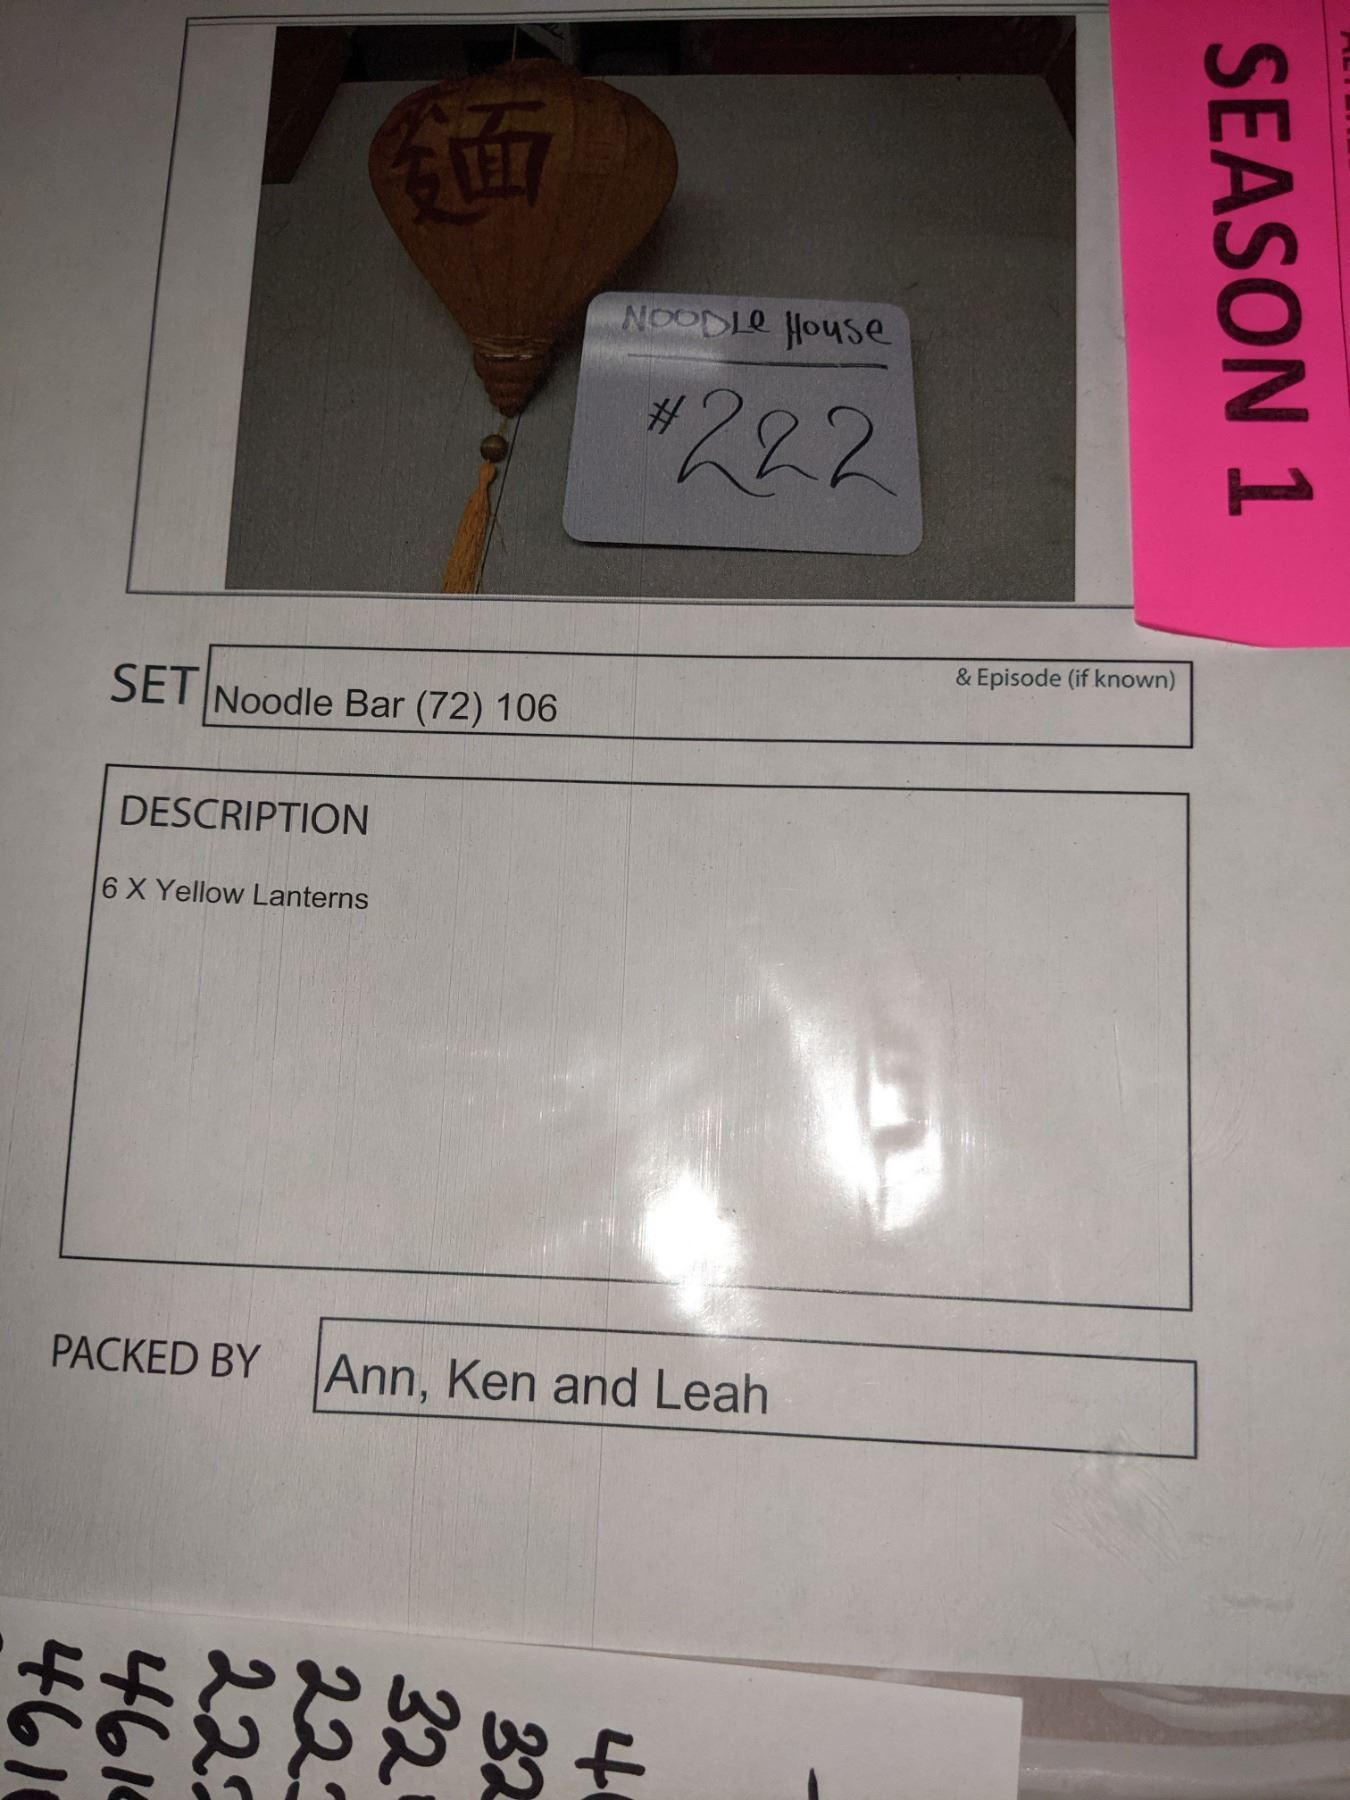 麵
NOODLe House
#222
SEASON 1
SET
& Episode (if known)
Noodle Bar (72) 106
DESCRIPTION
6 X Yellow Lanterns
PACKED BY
Ann, Ken and Leah